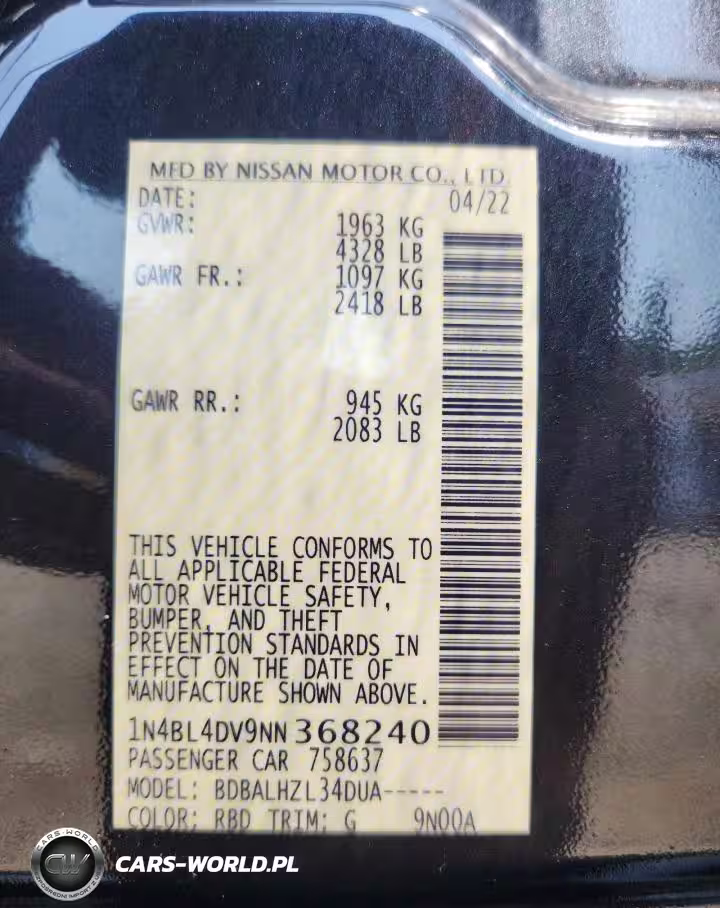 MFD BY NISSAN MOTOR CO., LTD.
DATE: 04/22
GVWR: 1963 KG
4328 LB
GAWR FR.: 1097 KG
2418 LB
GAWR RR.: 945 KG
2083 LB
THIS VEHICLE CONFORMS TO
ALL APPLICABLE FEDERAL
MOTOR VEHICLE SAFETY,
BUMPER, AND THEFT
PREVENTION STANDARDS IN
EFFECT ON THE DATE OF
MANUFACTURE SHOWN ABOVE.
1N4BL4DV9NN368240
PASSENGER CAR 758637
MODEL: BDBALHZL34DUA-----
COLOR: RBD TRIM: G 9N00A
CARS-WORLD
CW
CARS-WORLD.PL